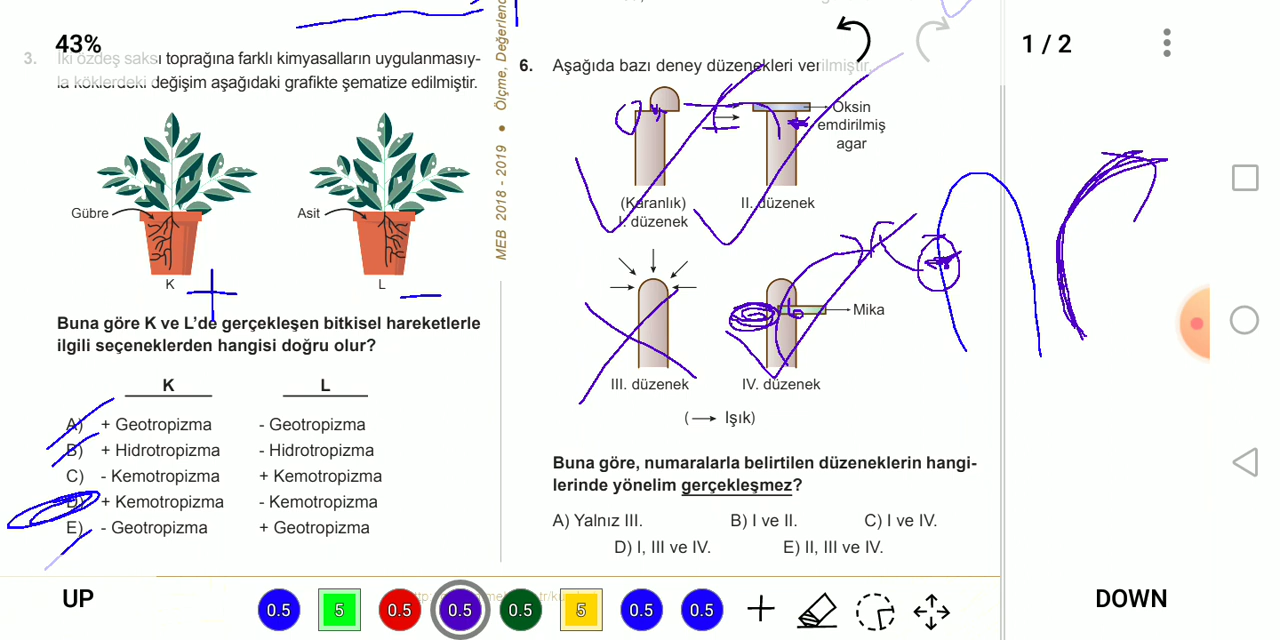 43%
3. İki özdeş saksı toprağına farklı kimyasalların uygulanmasıy-
la köklerdeki değişim aşağıdaki grafikte şematize edilmiştir.
Gübre
Asit
K
L
Buna göre K ve L'de gerçekleşen bitkisel hareketlerle
ilgili seçeneklerden hangisi doğru olur?
K L
A) + Geotropizma - Geotropizma
B) + Hidrotropizma - Hidrotropizma
C) - Kemotropizma + Kemotropizma
D) + Kemotropizma - Kemotropizma
E) - Geotropizma + Geotropizma
MEB 2018 - 2019 ● Ölçme, Değerlend
6. Aşağıda bazı deney düzenekleri verilmiştir.
Oksin
emdirilmiş
agar
(Karanlık)
I. düzenek
II. düzenek
Mika
III. düzenek
IV. düzenek
( → Işık)
Buna göre, numaralarla belirtilen düzeneklerin hangi-
lerinde yönelim gerçekleşmez?
A) Yalnız III. B) I ve II. C) I ve IV.
D) I, III ve IV. E) II, III ve IV.
1 / 2
UP
0.5 5 0.5 0.5 0.5 5 0.5 0.5
DOWN